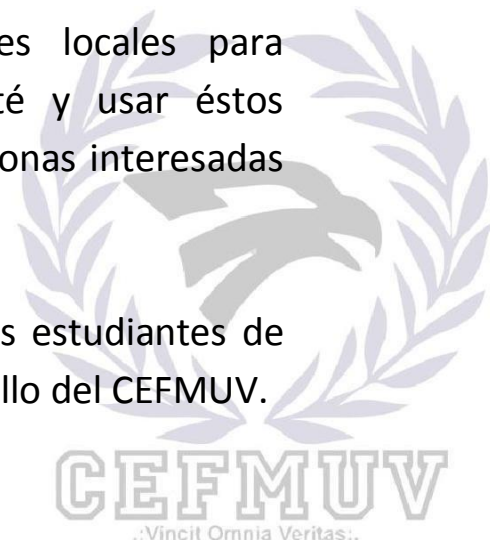 es locales para
té y usar éstos
onas interesadas
s estudiantes de
llo del CEFMUV.
CEFMUV
.:Vincit Omnia Veritas:.